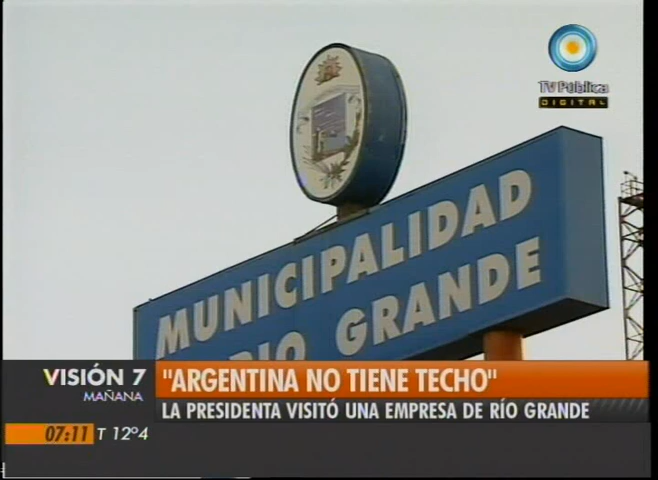 TV Pública
DIGITAL
MUNICIPALIDAD
RIO GRANDE
VISIÓN 7
MAÑANA
"ARGENTINA NO TIENE TECHO"
LA PRESIDENTA VISITÓ UNA EMPRESA DE RÍO GRANDE
07:11 T 12º4